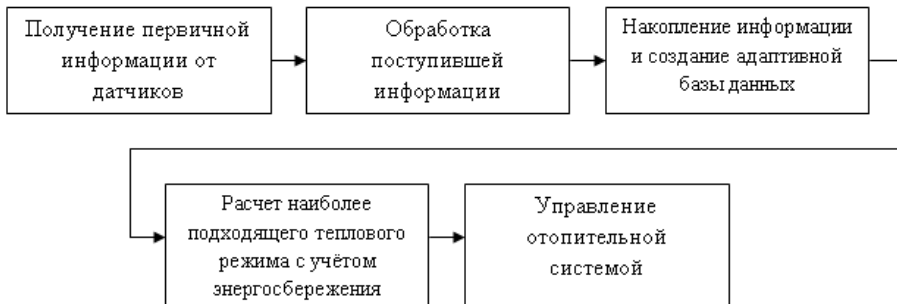 Получение первичной
информации от
датчиков
Обработка
поступившей
информации
Накопление информации
и создание адаптивной
базы данных
Расчет наиболее
подходящего теплового
режима с учётом
энергосбережения
Управление
отопительной
системой